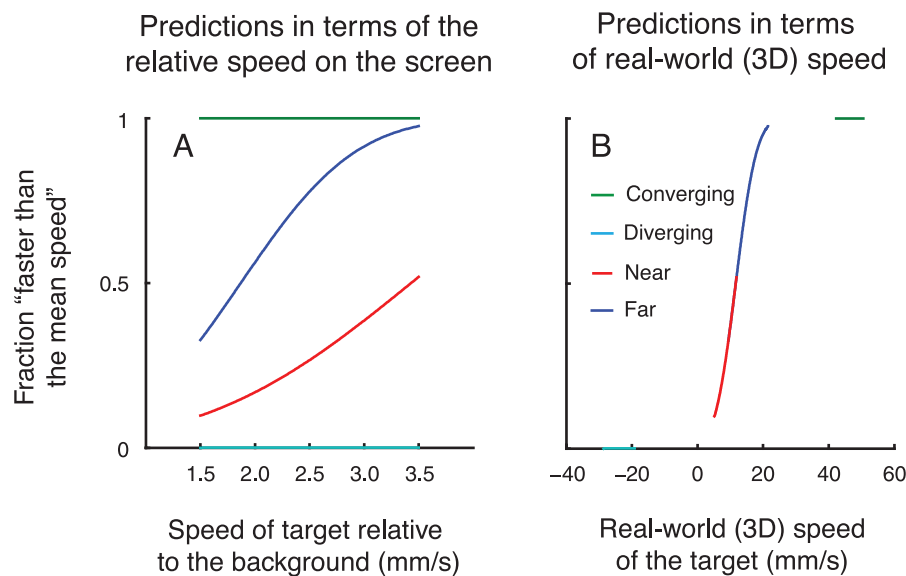 Predictions in terms of the
relative speed on the screen
Predictions in
terms
of real-world (3D) speed
Fraction “faster than
the mean speed”
1
0.5
0
A
1.5 2.0 2.5 3.0 3.5
Speed of target relative
to the background (mm/s)
B
Converging
Diverging
Near
Far
−40 −20 0 20 40 60
Real-world (3D) speed
of the target (mm/s)